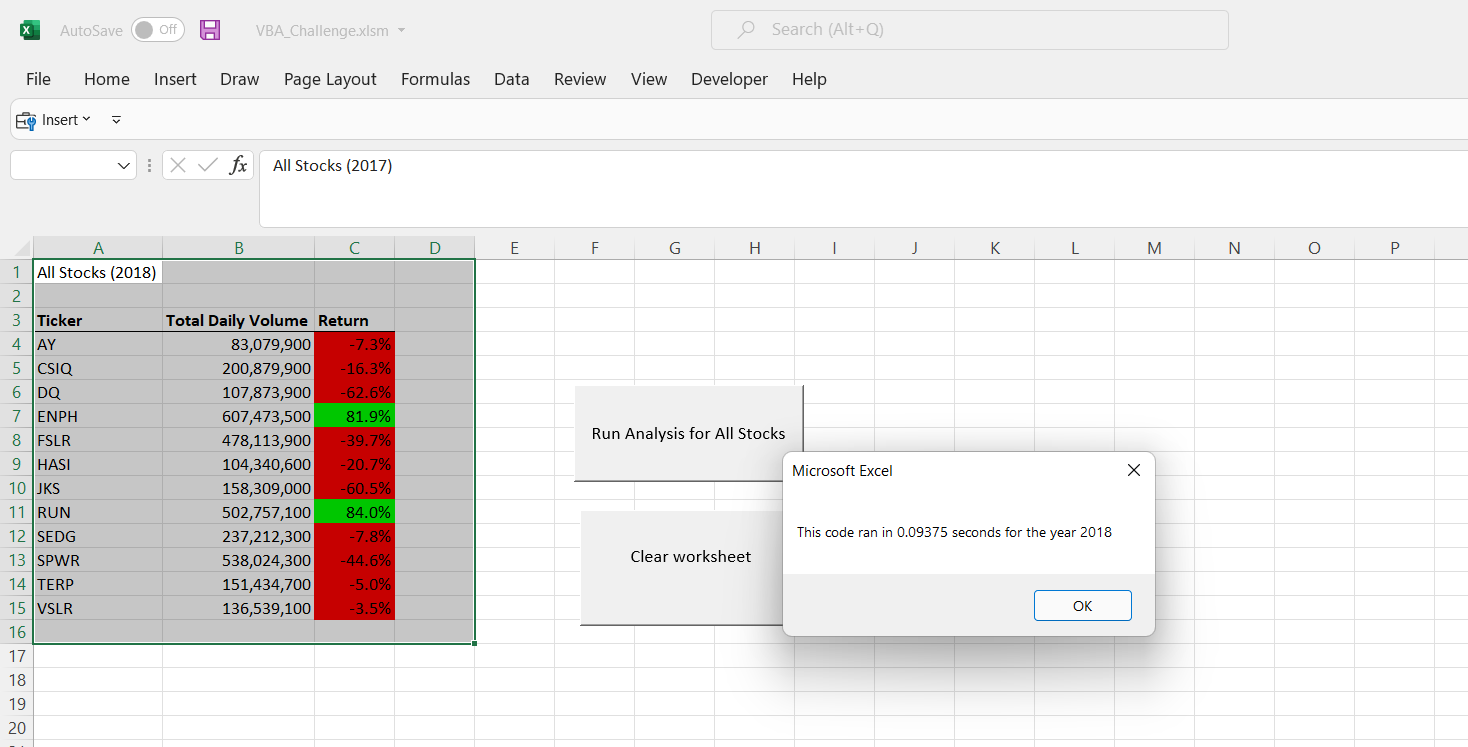 AutoSave Off VBA_Challenge.xlsm Search (Alt+Q)
File Home Insert Draw Page Layout Formulas Data Review View Developer Help
Insert
fx All Stocks (2017)
A B C D E F G H I J K L M N O P
1 All Stocks (2018)
2
3 Ticker Total Daily Volume Return
4 AY 83,079,900 -7.3%
5 CSIQ 200,879,900 -16.3%
6 DQ 107,873,900 -62.6%
7 ENPH 607,473,500 81.9%
8 FSLR 478,113,900 -39.7%
9 HASI 104,340,600 -20.7%
10 JKS 158,309,000 -60.5%
11 RUN 502,757,100 84.0%
12 SEDG 237,212,300 -7.8%
13 SPWR 538,024,300 -44.6%
14 TERP 151,434,700 -5.0%
15 VSLR 136,539,100 -3.5%
16
17
18
19
20
Run Analysis for All Stocks
Clear worksheet
Microsoft Excel
This code ran in 0.09375 seconds for the year 2018
OK